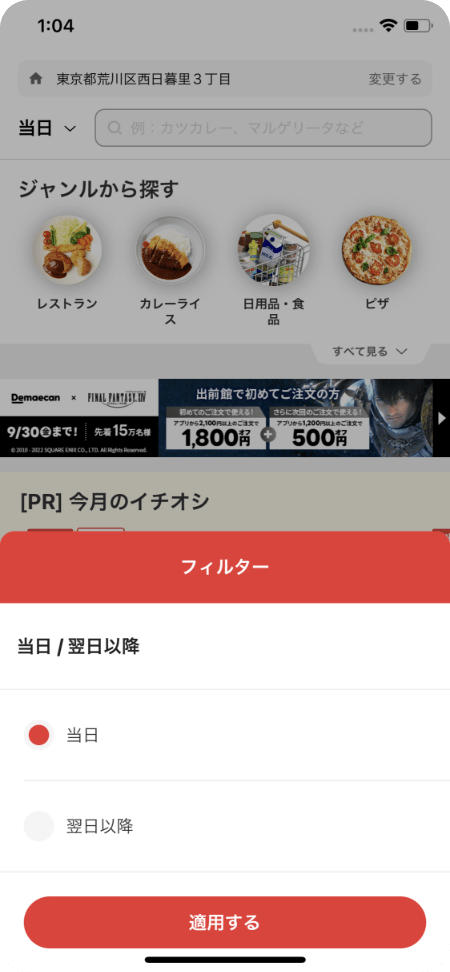 1:04
東京都荒川区西日暮里３丁目
変更する
当日
例：カツカレー、マルゲリータなど
ジャンルから探す
レストラン
カレーライ
ス
日用品・食
品
ピザ
すべて見る
Demaecan × FINAL FANTASY XIV
9/30金まで! 先着15万名様
© 2010 - 2022 SQUARE ENIX CO., LTD. All Rights Reserved.
出前館で初めてご注文の方
初めてのご注文で使える!
アプリから2,100円以上のご注文で
1,800円オフ
+
さらに次回のご注文で使える!
アプリから1,200円以上のご注文で
500円オフ
[PR] 今月のイチオシ
フィルター
当日 / 翌日以降
当日
翌日以降
適用する